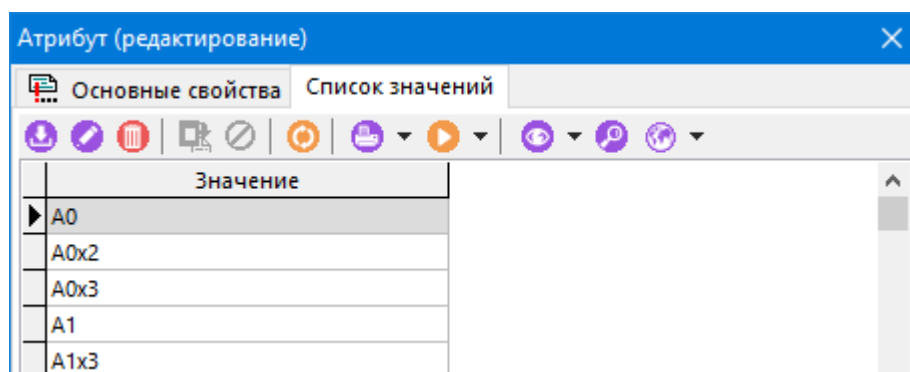 Атрибут (редактирование)
Основные свойства Список значений
Значение
A0
A0x2
A0x3
A1
A1x3